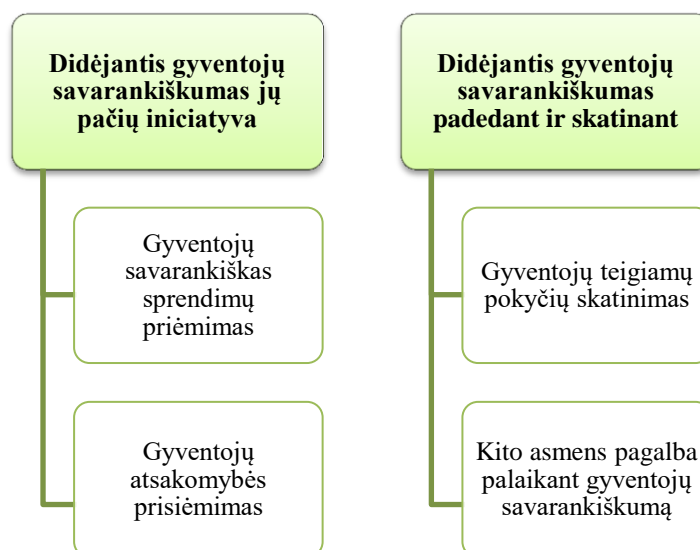 Didėjantis gyventojų
savarankiškumas jų
pačių iniciatyva
Gyventojų
savarankiškas
sprendimų
priėmimas
Gyventojų
atsakomybės
prisiėmimas
Didėjantis gyventojų
savarankiškumas
padedant ir skatinant
Gyventojų teigiamų
pokyčių skatinimas
Kito asmens pagalba
palaikant gyventojų
savarankiškumą